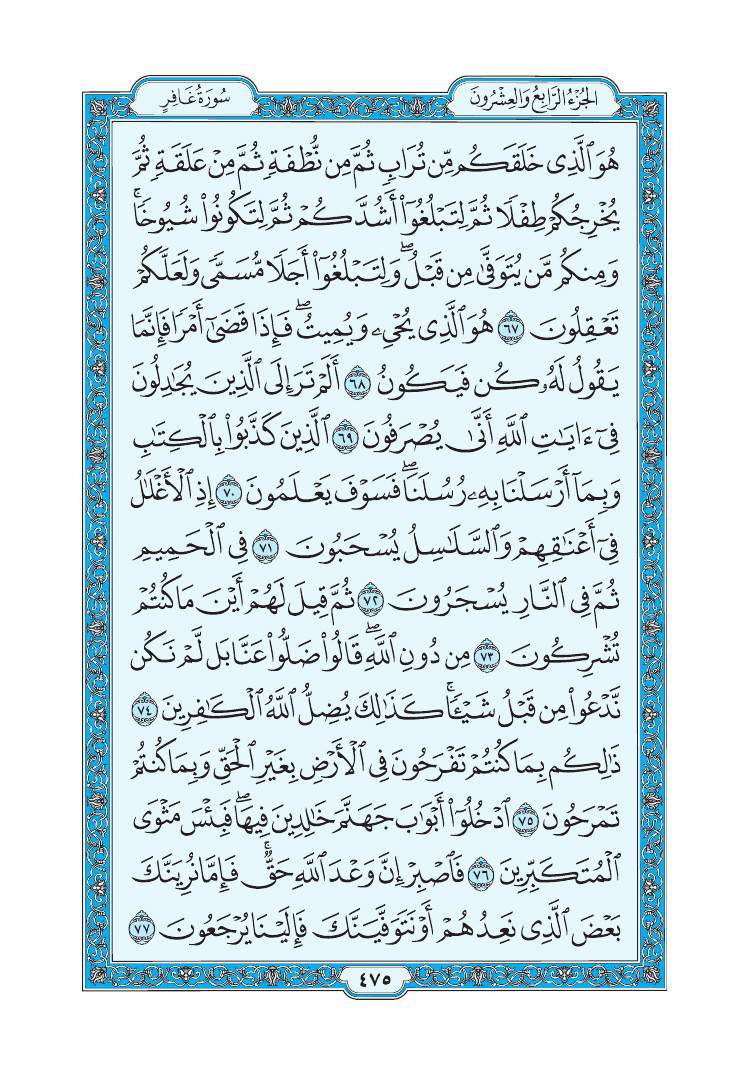 سُورَةُ غَافِرٍ
الجُزْءُ الرَّابِعُ وَالعِشْرُونَ
هُوَ ٱلَّذِى خَلَقَكُم مِّن تُرَابٍ ثُمَّ مِن نُّطْفَةٍ ثُمَّ مِنْ عَلَقَةٍ ثُمَّ
يُخْرِجُكُمْ طِفْلًا ثُمَّ لِتَبْلُغُوٓا۟ أَشُدَّكُمْ ثُمَّ لِتَكُونُوا۟ شُيُوخًا ۚ
وَمِنكُم مَّن يُتَوَفَّىٰ مِن قَبْلُ ۖ وَلِتَبْلُغُوٓا۟ أَجَلًا مُّسَمًّى وَلَعَلَّكُمْ
تَعْقِلُونَ ٦٧ هُوَ ٱلَّذِى يُحْىِۦ وَيُمِيتُ ۖ فَإِذَا قَضَىٰٓ أَمْرًا فَإِنَّمَا
يَقُولُ لَهُۥ كُن فَيَكُونُ ٦٨ أَلَمْ تَرَ إِلَى ٱلَّذِينَ يُجَٰدِلُونَ
فِىٓ ءَايَٰتِ ٱللَّهِ أَنَّىٰ يُصْرَفُونَ ٦٩ ٱلَّذِينَ كَذَّبُوا۟ بِٱلْكِتَٰبِ
وَبِمَآ أَرْسَلْنَا بِهِۦ رُسُلَنَا ۖ فَسَوْفَ يَعْلَمُونَ ٧٠ إِذِ ٱلْأَغْلَٰلُ
فِىٓ أَعْنَٰقِهِمْ وَٱلسَّلَٰسِلُ يُسْحَبُونَ ٧١ فِى ٱلْحَمِيمِ
ثُمَّ فِى ٱلنَّارِ يُسْجَرُونَ ٧٢ ثُمَّ قِيلَ لَهُمْ أَيْنَ مَا كُنتُمْ
تُشْرِكُونَ ٧٣ مِن دُونِ ٱللَّهِ ۖ قَالُوا۟ ضَلُّوا۟ عَنَّا بَل لَّمْ نَكُن
نَّدْعُوا۟ مِن قَبْلُ شَيْـًٔا ۚ كَذَٰلِكَ يُضِلُّ ٱللَّهُ ٱلْكَٰفِرِينَ ٧٤
ذَٰلِكُم بِمَا كُنتُمْ تَفْرَحُونَ فِى ٱلْأَرْضِ بِغَيْرِ ٱلْحَقِّ وَبِمَا كُنتُمْ
تَمْرَحُونَ ٧٥ ٱدْخُلُوٓا۟ أَبْوَٰبَ جَهَنَّمَ خَٰلِدِينَ فِيهَا ۖ فَبِئْسَ مَثْوَى
ٱلْمُتَكَبِّرِينَ ٧٦ فَٱصْبِرْ إِنَّ وَعْدَ ٱللَّهِ حَقٌّ ۚ فَإِمَّا نُرِيَنَّكَ
بَعْضَ ٱلَّذِى نَعِدُهُمْ أَوْ نَتَوَفَّيَنَّكَ فَإِلَيْنَا يُرْجَعُونَ ٧٧
٤٧٥